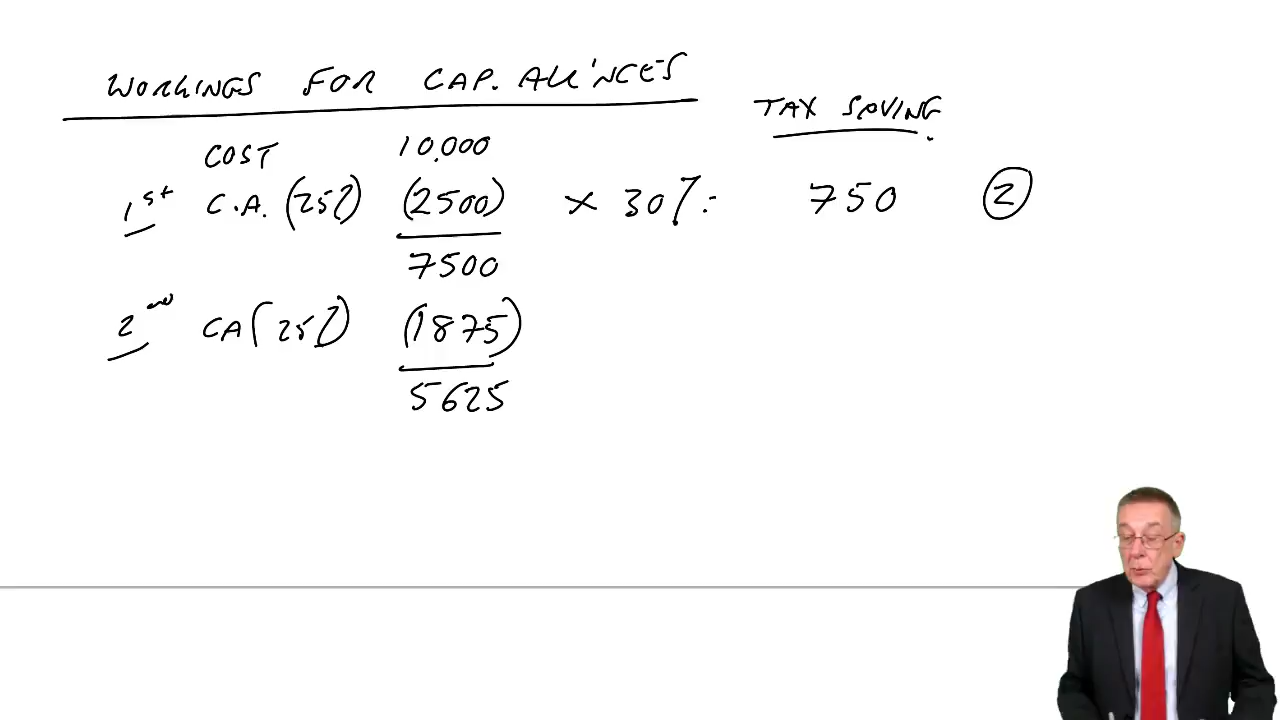 WORKINGS FOR CAP. ALL'NCES
TAX SAVING
COST 10,000
1st C.A. (25%) (2500) x 30%: 750 2
7500
2nd CA (25%) (1875)
5625